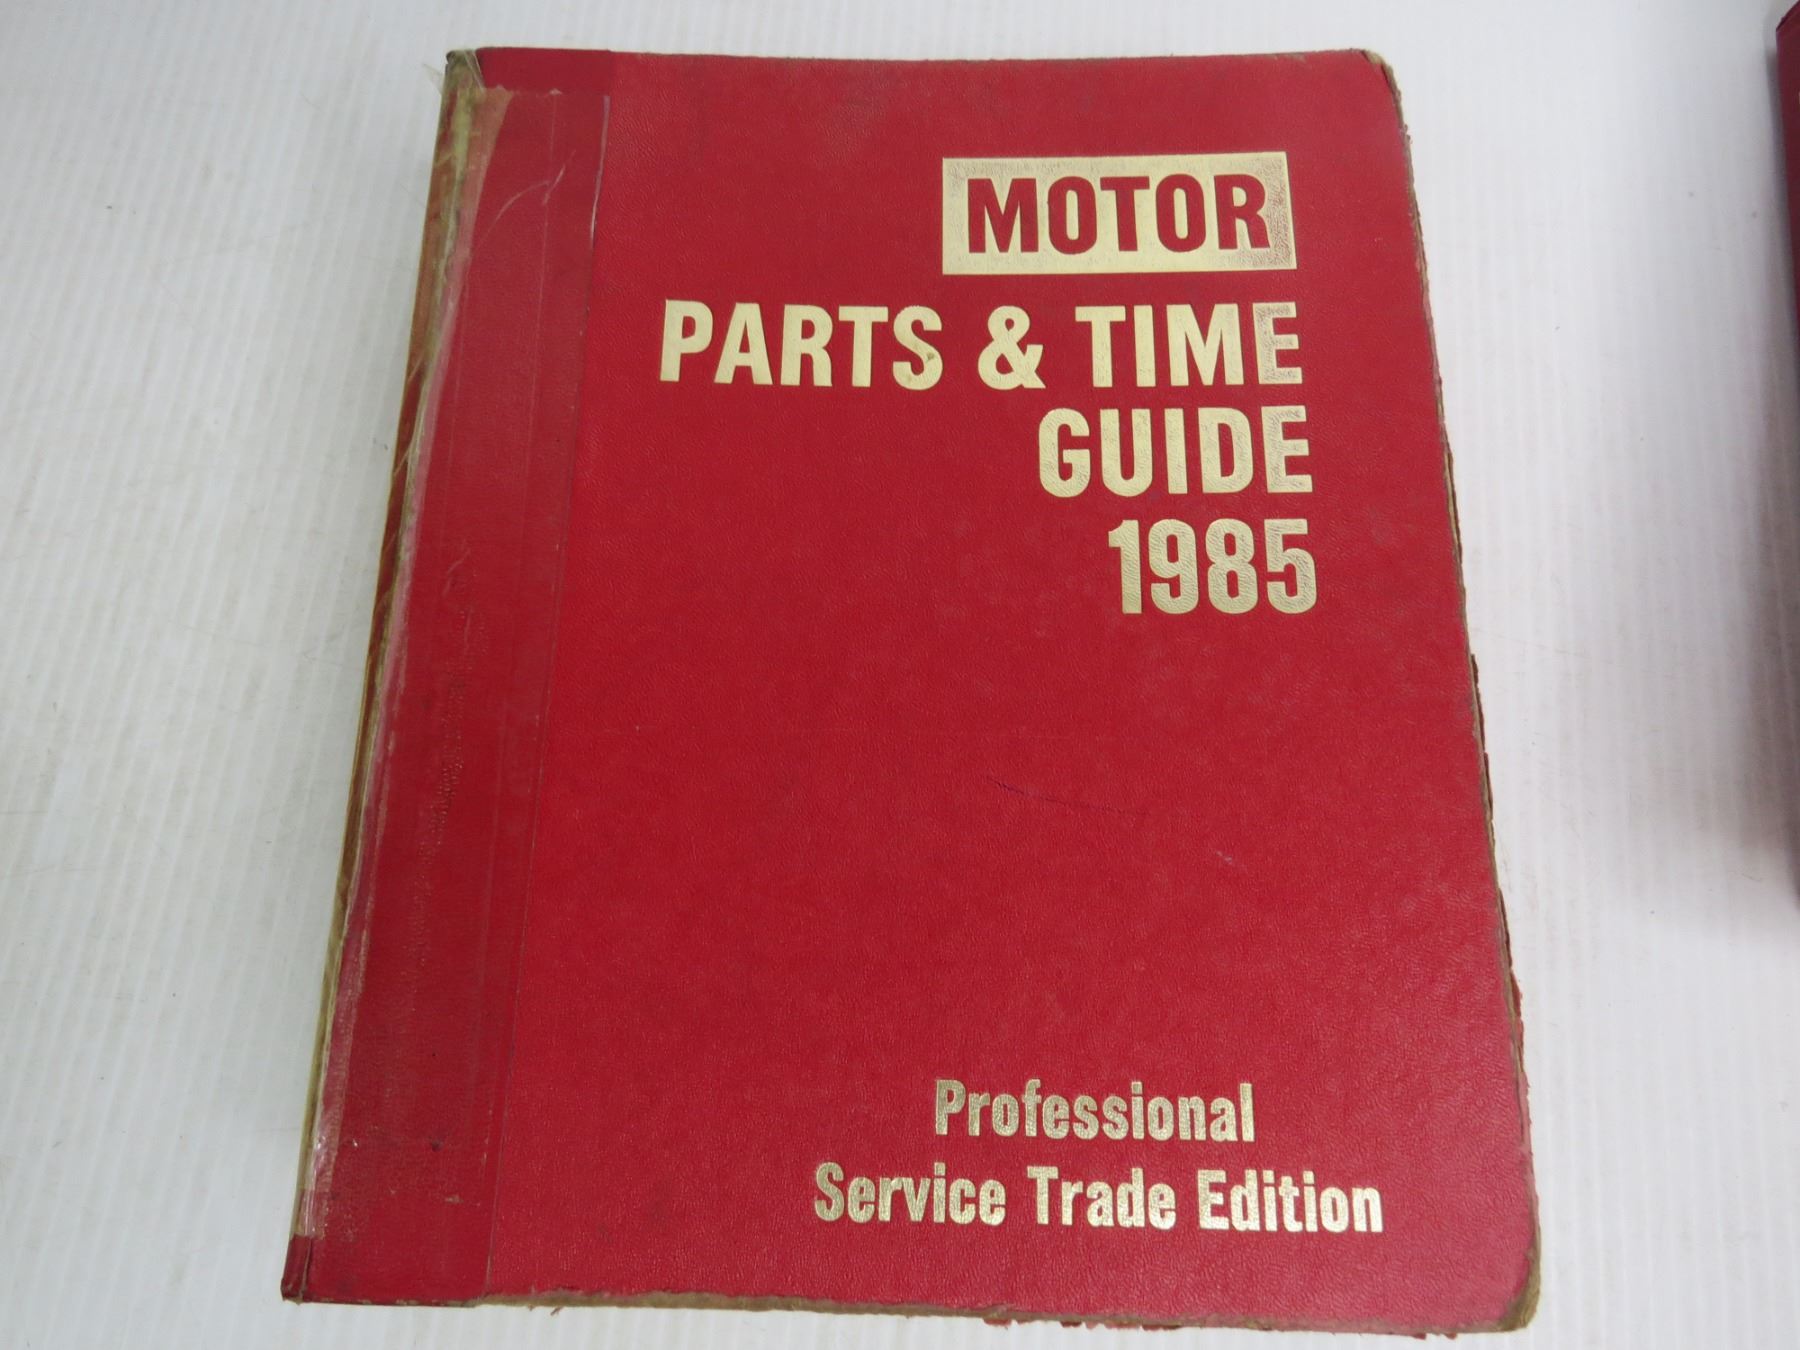 MOTOR
PARTS & TIME
GUIDE
1985
Professional
Service Trade Edition